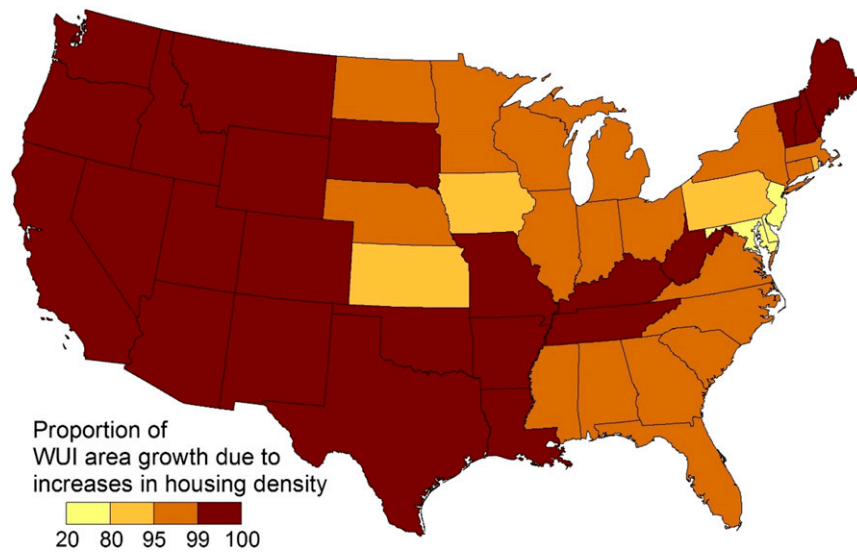 Proportion of
WUI area growth due to
increases in housing density
20 80 95 99 100